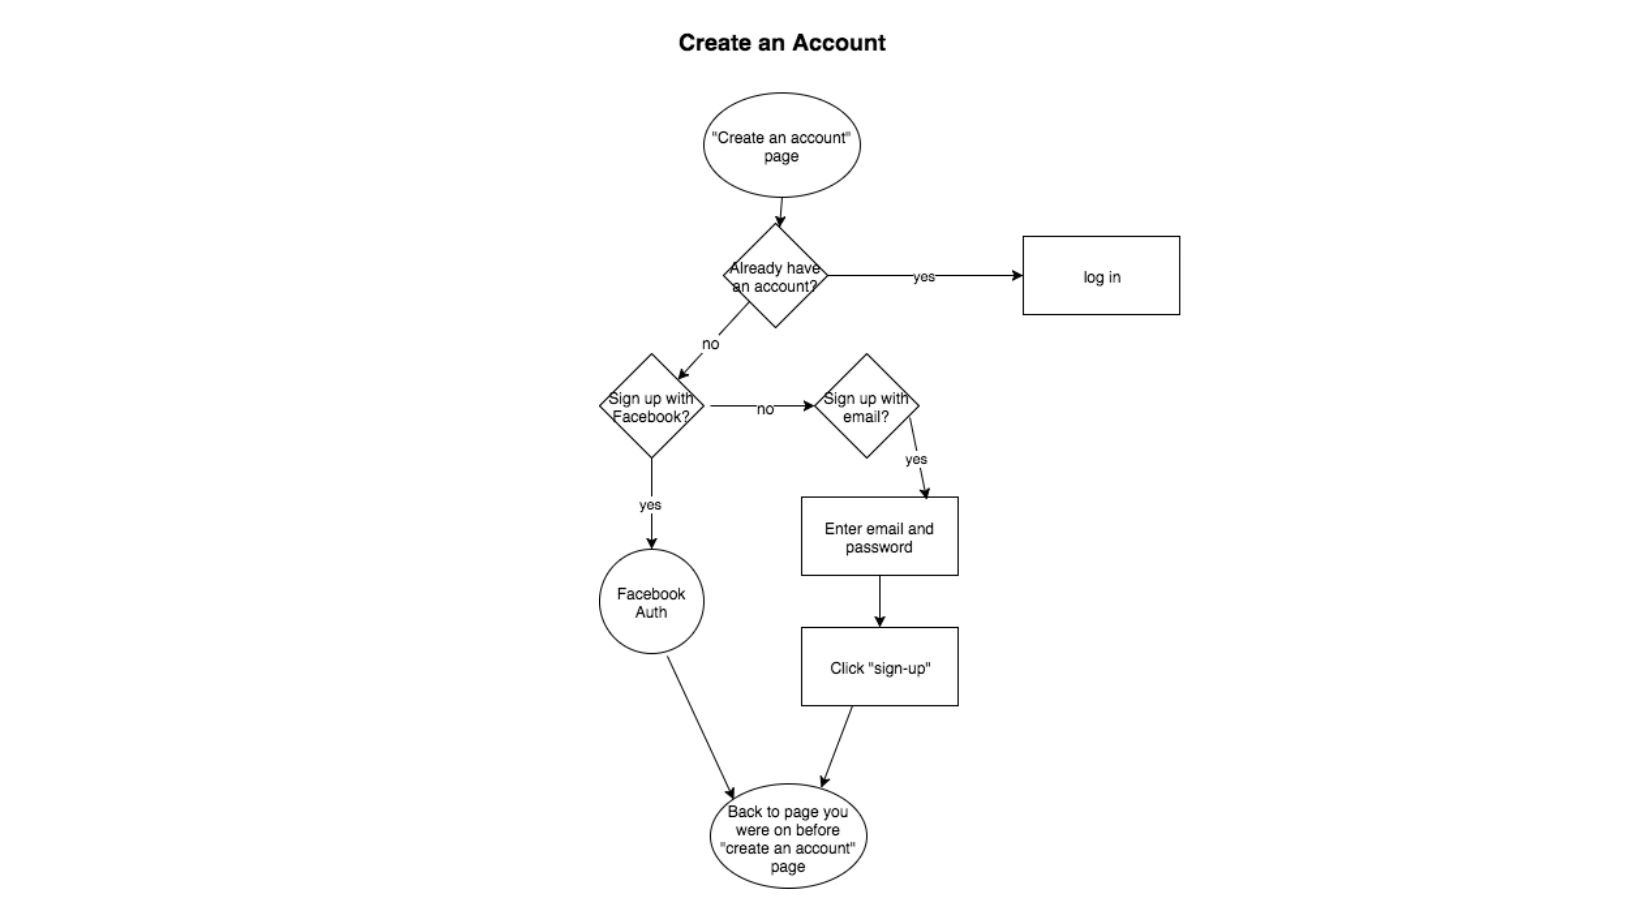 Create an Account
"Create an account"
page
Already have
an account?
yes
log in
no
Sign up with
Facebook?
no
Sign up with
email?
yes
yes
Enter email and
password
Facebook
Auth
Click "sign-up"
Back to page you
were on before
"create an account"
page